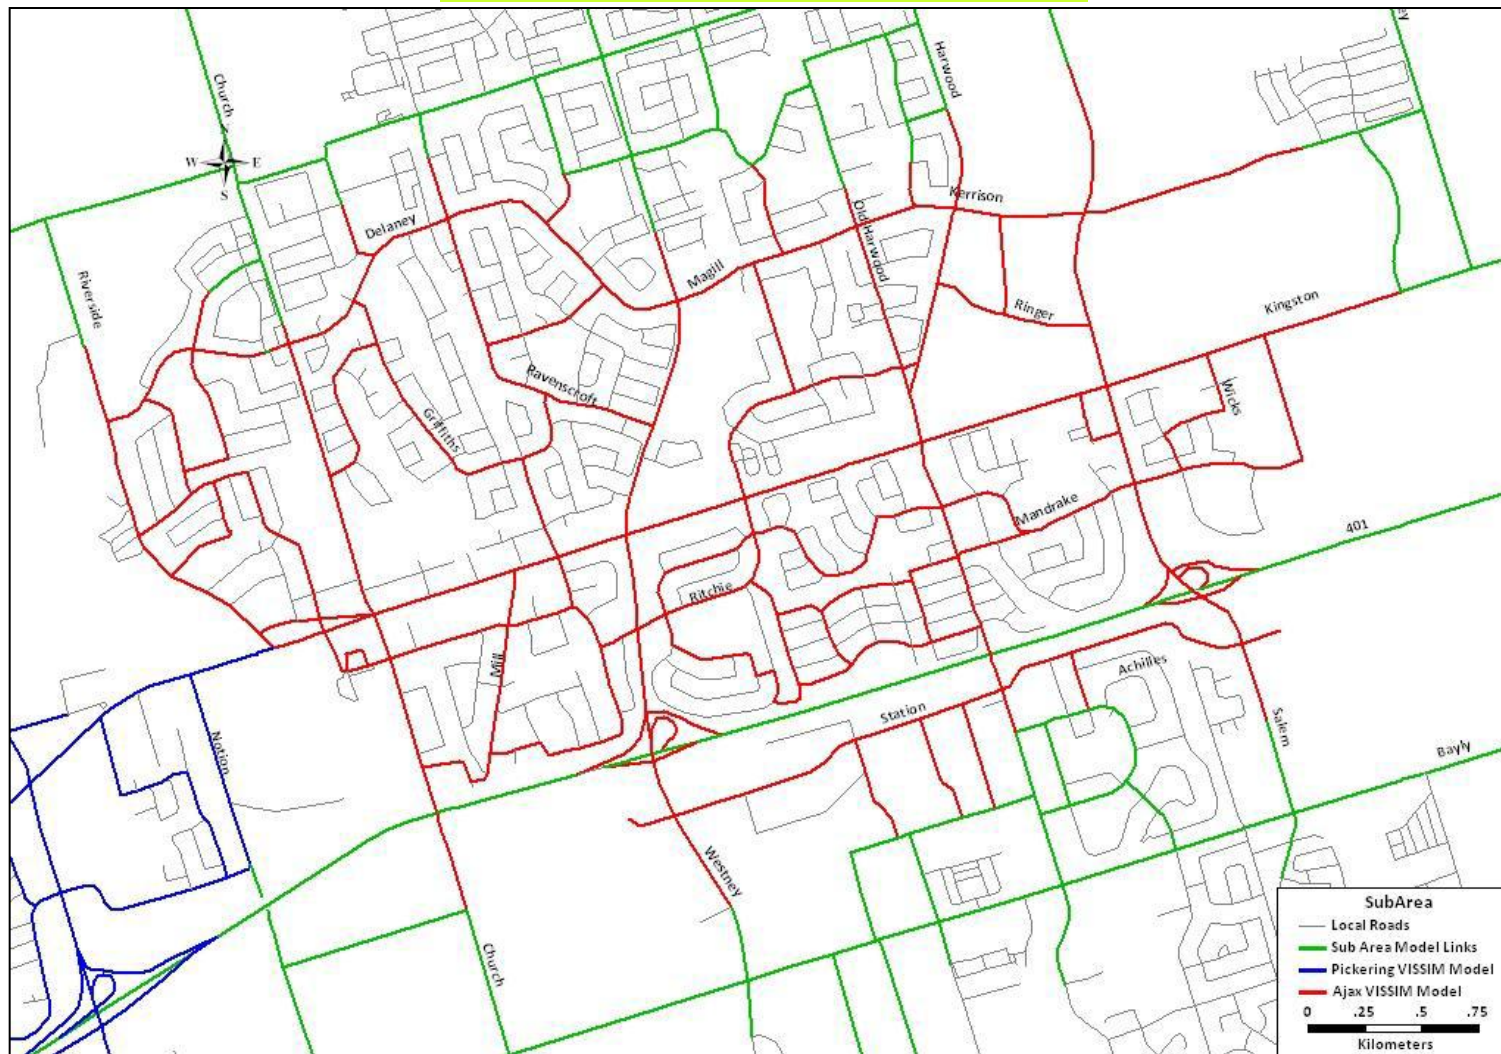 Church
Harwood
N
W E
S
Kerrison
Delaney
Old Harwood
Magill
Riverside
Ringer
Kingston
Ravenscroft
Wicks
Griffiths
Mandrake
401
Ritchie
Mill
Achilles
Station
Salem
Notion
Bayly
Westney
Church
SubArea
Local Roads
Sub Area Model Links
Pickering VISSIM Model
Ajax VISSIM Model
0 .25 .5 .75
Kilometers